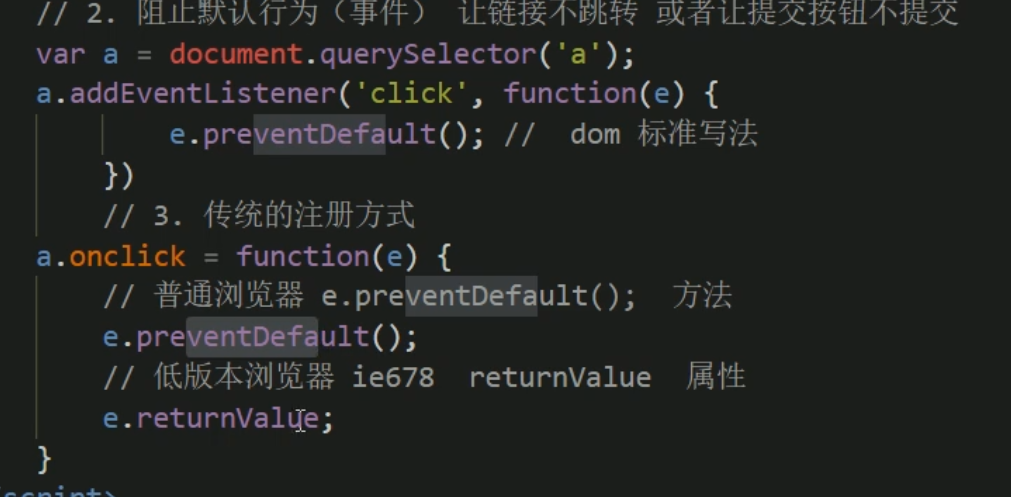 // 2. 阻止默认行为（事件） 让链接不跳转 或者让提交按钮不提交
var a = document.querySelector('a');
a.addEventListener('click', function(e) {
e.preventDefault(); // dom 标准写法
})
// 3. 传统的注册方式
a.onclick = function(e) {
// 普通浏览器 e.preventDefault(); 方法
e.preventDefault();
// 低版本浏览器 ie678 returnValue 属性
e.returnValue;
}
/script>